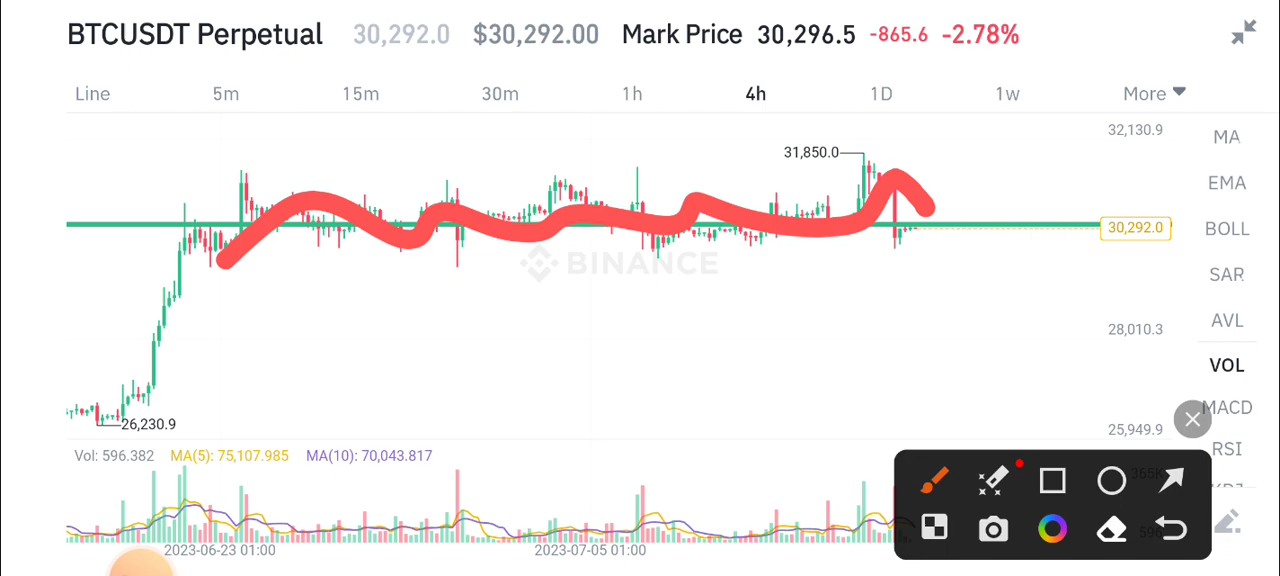 BTCUSDT Perpetual 30,292.0 $30,292.00 Mark Price 30,296.5 -865.6 -2.78%
Line 5m 15m 30m 1h 4h 1D 1w More
32,130.9
MA
31,850.0
EMA
30,292.0 BOLL
BINANCE
SAR
28,010.3 AVL
VOL
MACD
26,230.9
25,949.9
RSI
Vol: 596.382 MA(5): 75,107.985 MA(10): 70,043.817
365K
KDJ
596
2023-06-23 01:00 2023-07-05 01:00